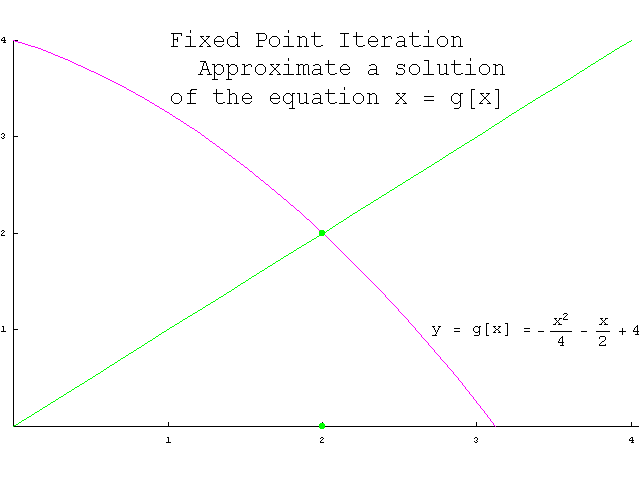 Fixed Point Iteration
Approximate a solution
of the equation x = g[x]
4
3
2
1
y = g[x] = -x²/4 - x/2 + 4
1 2 3 4